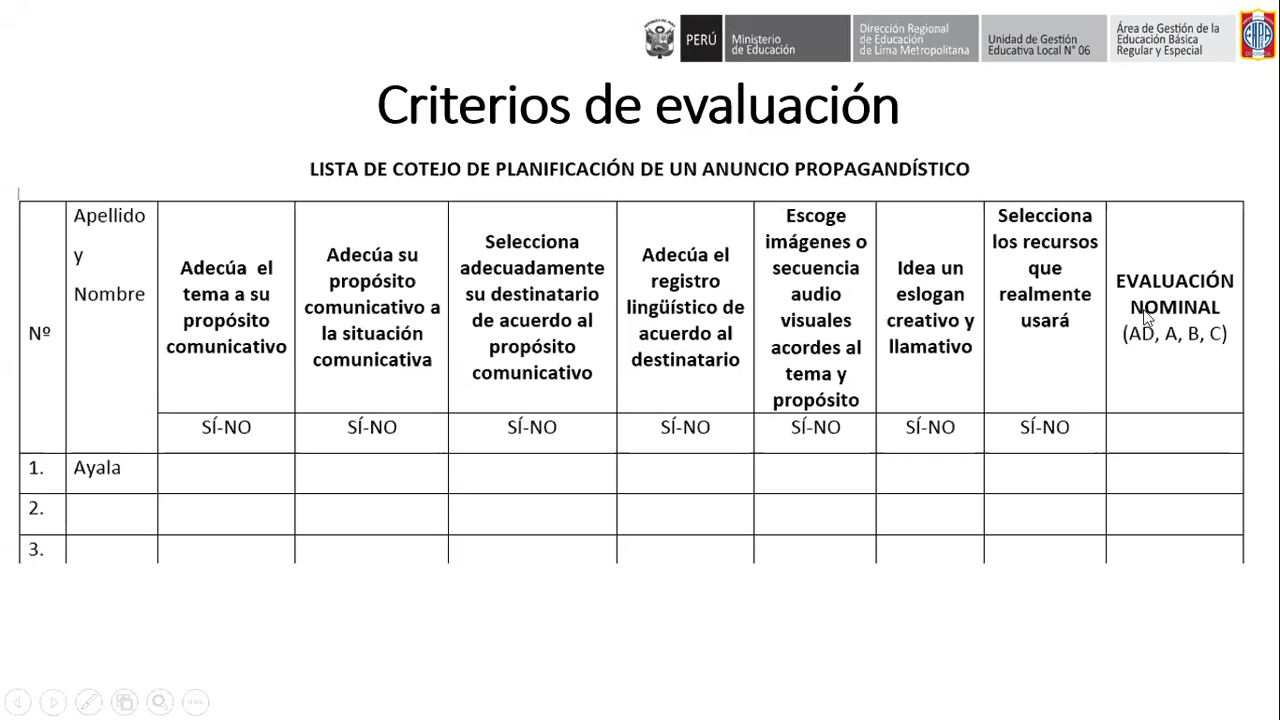 PERÚ
Ministerio
de Educación
Dirección Regional
de Educación
de Lima Metropolitana
Unidad de Gestión
Educativa Local N° 06
Área de Gestión de la
Educación Básica
Regular y Especial
Criterios de evaluación
LISTA DE COTEJO DE PLANIFICACIÓN DE UN ANUNCIO PROPAGANDÍSTICO
Nº
Apellido
y
Nombre
Adecúa el
tema a su
propósito
comunicativo
Adecúa su
propósito
comunicativo a
la situación
comunicativa
Selecciona
adecuadamente
su destinatario
de acuerdo al
propósito
comunicativo
Adecúa el
registro
lingüístico de
acuerdo al
destinatario
Escoge
imágenes o
secuencia
audio
visuales
acordes al
tema y
propósito
Idea un
eslogan
creativo y
llamativo
Selecciona
los recursos
que
realmente
usará
EVALUACIÓN
NOMINAL
(AD, A, B, C)
SÍ-NO
SÍ-NO
SÍ-NO
SÍ-NO
SÍ-NO
SÍ-NO
SÍ-NO
1. Ayala
2.
3.